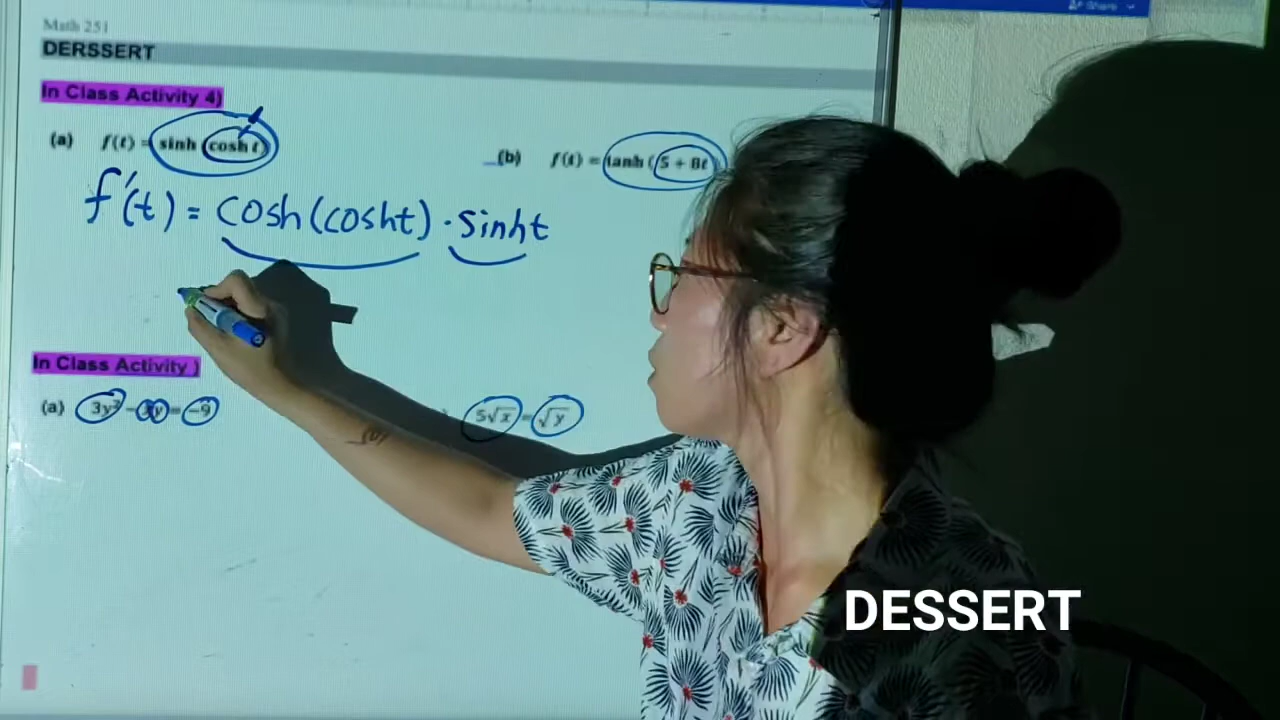 Share
Math 251
DERSSERT
In Class Activity 4)
(a) f(t) = sinh (cosh t)
(b) f(t) = tanh (5 + 8t
f'(t) = cosh(cosht) · sinht
In Class Activity )
(a) 3y² - y = -9
5√x = √y
DESSERT